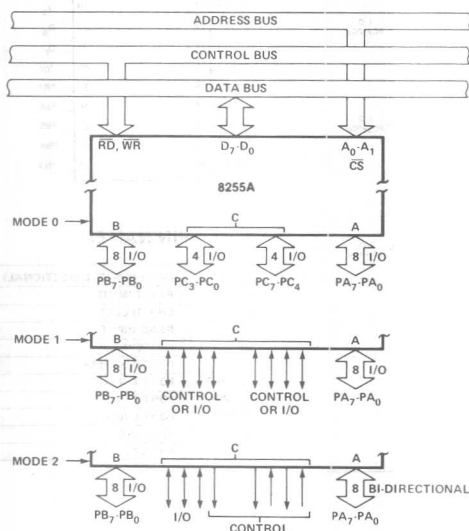 ADDRESS BUS
CONTROL BUS
DATA BUS
RD, WR
D7-D0
A0-A1
CS
8255A
MODE 0
B
C
A
8 I/O
4 I/O
4 I/O
8 I/O
PB7-PB0
PC3-PC0
PC7-PC4
PA7-PA0
MODE 1
B
C
A
8 I/O
8 I/O
PB7-PB0
CONTROL
OR I/O
CONTROL
OR I/O
PA7-PA0
MODE 2
B
C
A
8 I/O
8 BI-DIRECTIONAL
PB7-PB0
I/O
PA7-PA0
CONTROL